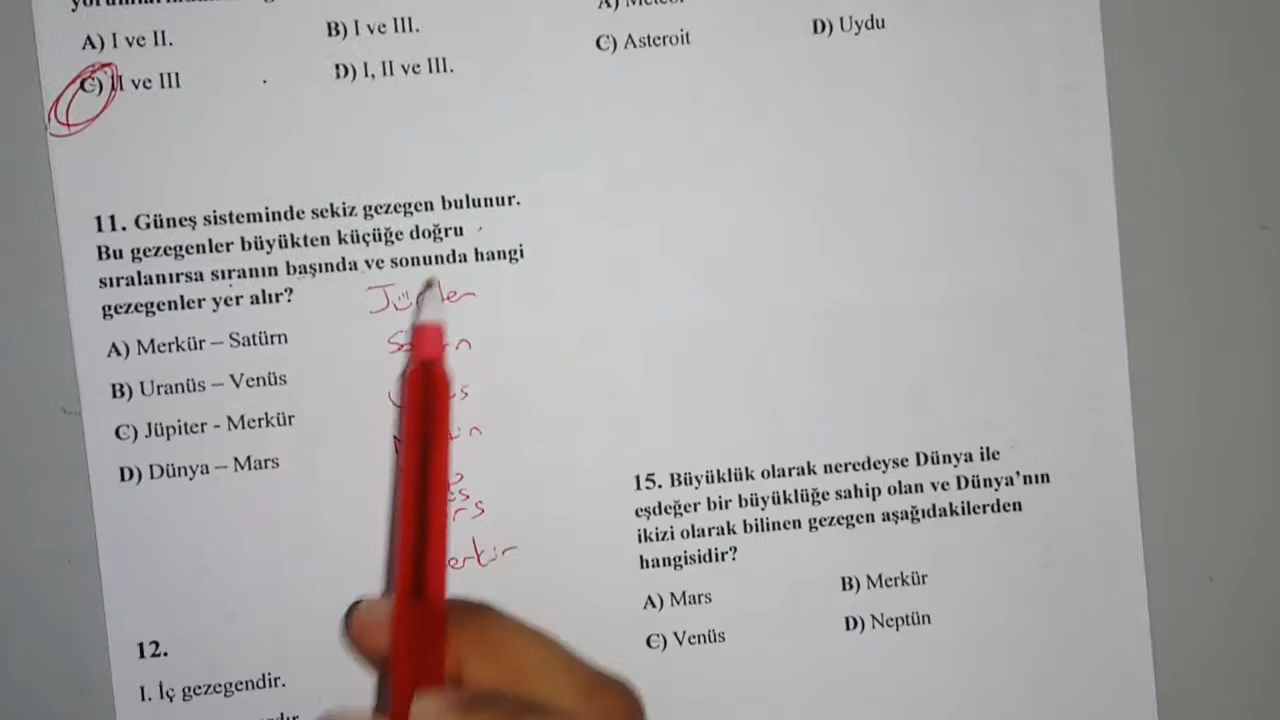 A) I ve II.
B) I ve III.
C) II ve III
D) I, II ve III.
11. Güneş sisteminde sekiz gezegen bulunur.
Bu gezegenler büyükten küçüğe doğru
sıralanırsa sıranın başında ve sonunda hangi
gezegenler yer alır?
A) Merkür – Satürn
B) Uranüs – Venüs
C) Jüpiter - Merkür
D) Dünya – Mars
12.
I. İç gezegendir.
C) Asteroit
D) Uydu
15. Büyüklük olarak neredeyse Dünya ile
eşdeğer bir büyüklüğe sahip olan ve Dünya’nın
ikizi olarak bilinen gezegen aşağıdakilerden
hangisidir?
A) Mars
B) Merkür
C) Venüs
D) Neptün